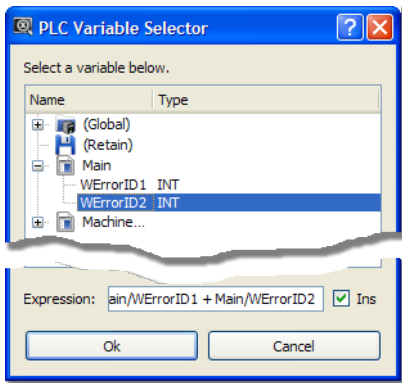 PLC Variable Selector
Select a variable below.
Name Type
(Global)
(Retain)
Main
WErrorID1 INT
WErrorID2 INT
Machine...
Expression: ain/WErrorID1 + Main/WErrorID2 Ins
Ok Cancel